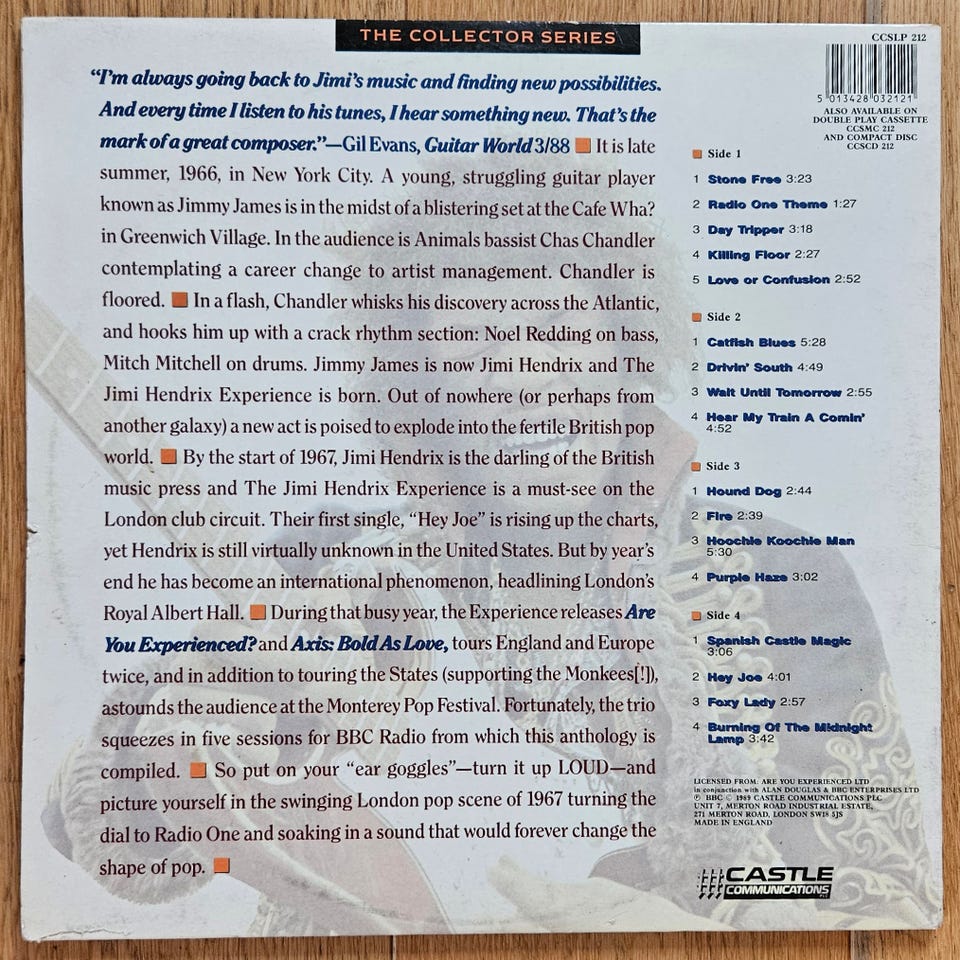 THE COLLECTOR SERIES
“I’m always going back to Jimi’s music and finding new possibilities.
And every time I listen to his tunes, I hear something new. That’s the
mark of a great composer.”—Gil Evans, Guitar World 3/88 It is late
summer, 1966, in New York City. A young, struggling guitar player
known as Jimmy James is in the midst of a blistering set at the Cafe Wha?
in Greenwich Village. In the audience is Animals bassist Chas Chandler
contemplating a career change to artist management. Chandler is
floored. In a flash, Chandler whisks his discovery across the Atlantic,
and hooks him up with a crack rhythm section: Noel Redding on bass,
Mitch Mitchell on drums. Jimmy James is now Jimi Hendrix and The
Jimi Hendrix Experience is born. Out of nowhere (or perhaps from
another galaxy) a new act is poised to explode into the fertile British pop
world. By the start of 1967, Jimi Hendrix is the darling of the British
music press and The Jimi Hendrix Experience is a must-see on the
London club circuit. Their first single, “Hey Joe” is rising up the charts,
yet Hendrix is still virtually unknown in the United States. But by year’s
end he has become an international phenomenon, headlining London’s
Royal Albert Hall. During that busy year, the Experience releases Are
You Experienced? and Axis: Bold As Love, tours England and Europe
twice, and in addition to touring the States (supporting the Monkees[!]),
astounds the audience at the Monterey Pop Festival. Fortunately, the trio
squeezes in five sessions for BBC Radio from which this anthology is
compiled. So put on your “ear goggles”—turn it up LOUD—and
picture yourself in the swinging London pop scene of 1967 turning the
dial to Radio One and soaking in a sound that would forever change the
shape of pop.
CCSLP 212
5 013428 032121
ALSO AVAILABLE ON
DOUBLE PLAY CASSETTE
CCSMC 212
AND COMPACT DISC
CCSCD 212
Side 1
1 Stone Free 3:23
2 Radio One Theme 1:27
3 Day Tripper 3:18
4 Killing Floor 2:27
5 Love or Confusion 2:52
Side 2
1 Catfish Blues 5:28
2 Drivin’ South 4:49
3 Wait Until Tomorrow 2:55
4 Hear My Train A Comin’
4:52
Side 3
1 Hound Dog 2:44
2 Fire 2:39
3 Hoochie Koochie Man
5:30
4 Purple Haze 3:02
Side 4
1 Spanish Castle Magic
3:06
2 Hey Joe 4:01
3 Foxy Lady 2:57
4 Burning Of The Midnight
Lamp 3:42
LICENSED FROM: ARE YOU EXPERIENCED LTD
in conjunction with ALAN DOUGLAS & BBC ENTERPRISES LTD
℗ BBC © 1989 CASTLE COMMUNICATIONS PLC
UNIT 7, MERTON ROAD INDUSTRIAL ESTATE,
271 MERTON ROAD, LONDON SW18 5JS
MADE IN ENGLAND
CASTLE
COMMUNICATIONS